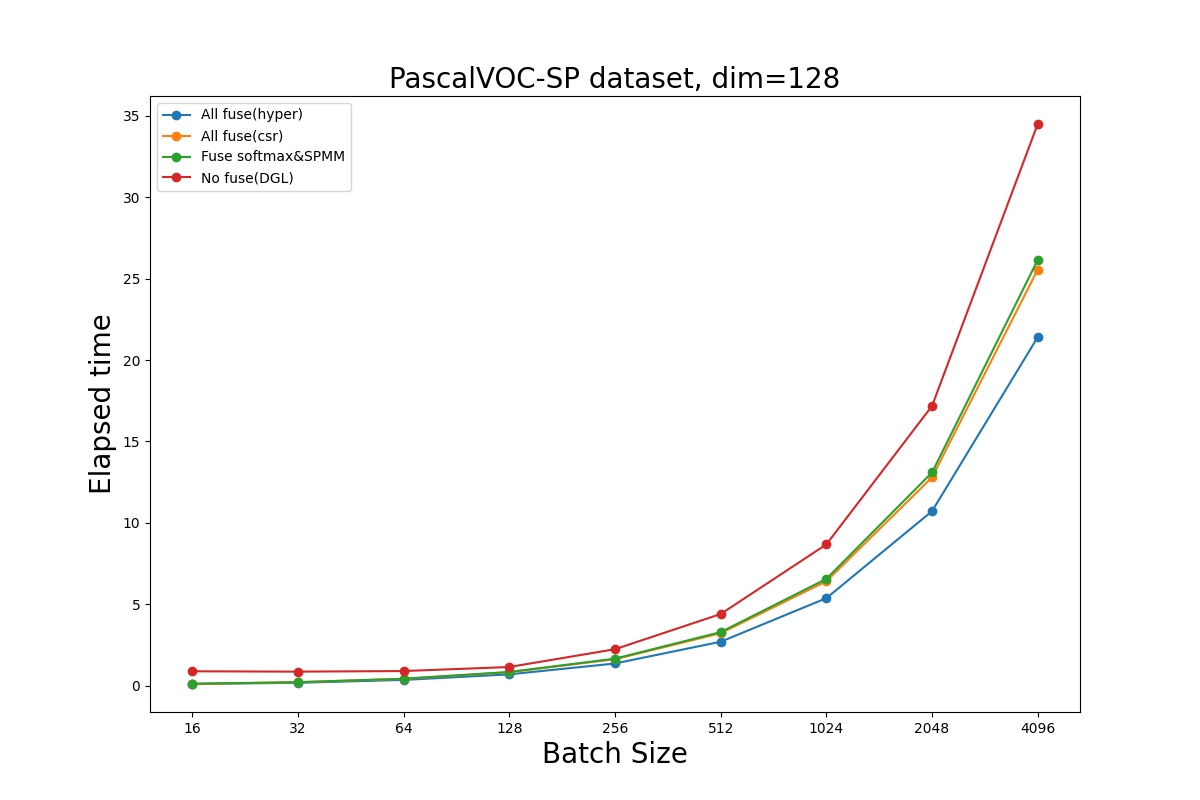 PascalVOC-SP dataset, dim=128
All fuse(hyper)
All fuse(csr)
Fuse softmax&SPMM
No fuse(DGL)
35
30
25
20
15
10
5
0
Elapsed time
16 32 64 128 256 512 1024 2048 4096
Batch Size